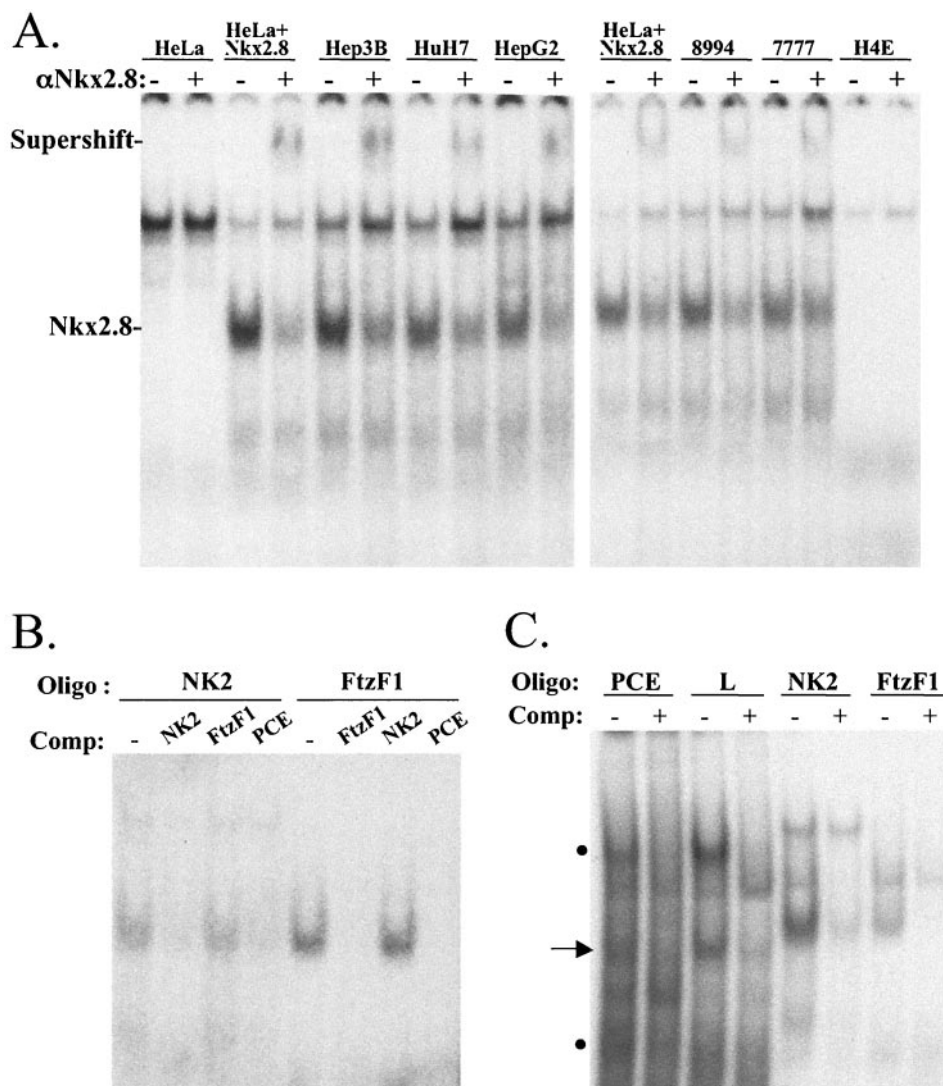 A.
HeLa HeLa+ Nkx2.8 Hep3B HuH7 HepG2 HeLa+ Nkx2.8 8994 7777 H4E
αNkx2.8: - + - + - + - + - + - + - + - + - +
Supershift-
Nkx2.8-
B.
Oligo : NK2 FtzF1
Comp: - NK2 FtzF1 PCE - FtzF1 NK2 PCE
C.
Oligo: PCE L NK2 FtzF1
Comp: - + - + - + - +